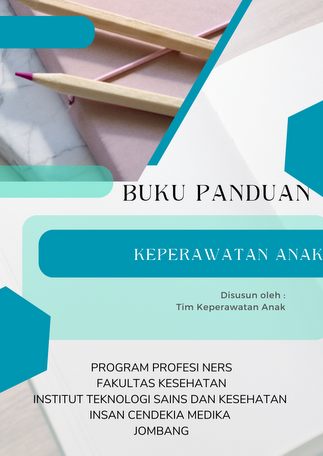 BUKU PANDUAN
KEPERAWATAN ANAK
Disusun oleh :
Tim Keperawatan Anak
PROGRAM PROFESI NERS
FAKULTAS KESEHATAN
INSTITUT TEKNOLOGI SAINS DAN KESEHATAN
INSAN CENDEKIA MEDIKA
JOMBANG